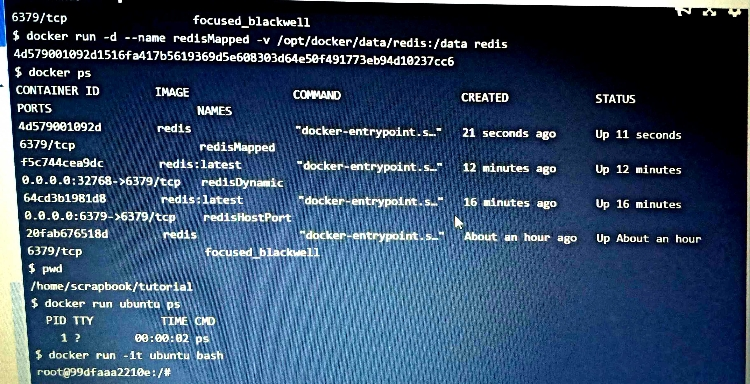 6379/tcp focused_blackwell
$ docker run -d --name redisMapped -v /opt/docker/data/redis:/data redis
4d579001092d1516fa417b5619369d5e608303d64e50f491773eb94d10237cc6
$ docker ps
CONTAINER ID IMAGE COMMAND CREATED STATUS
PORTS NAMES
4d579001092d redis "docker-entrypoint.s…" 21 seconds ago Up 11 seconds
6379/tcp redisMapped
f5c744cea9dc redis:latest "docker-entrypoint.s…" 12 minutes ago Up 12 minutes
0.0.0.0:32768->6379/tcp redisDynamic
64cd3b1981d8 redis:latest "docker-entrypoint.s…" 16 minutes ago Up 16 minutes
0.0.0.0:6379->6379/tcp redisHostPort
20fab676518d redis "docker-entrypoint.s…" About an hour ago Up About an hour
6379/tcp focused_blackwell
$ pwd
/home/scrapbook/tutorial
$ docker run ubuntu ps
PID TTY TIME CMD
1 ? 00:00:02 ps
$ docker run -it ubuntu bash
root@99dfaaa2210e:/#